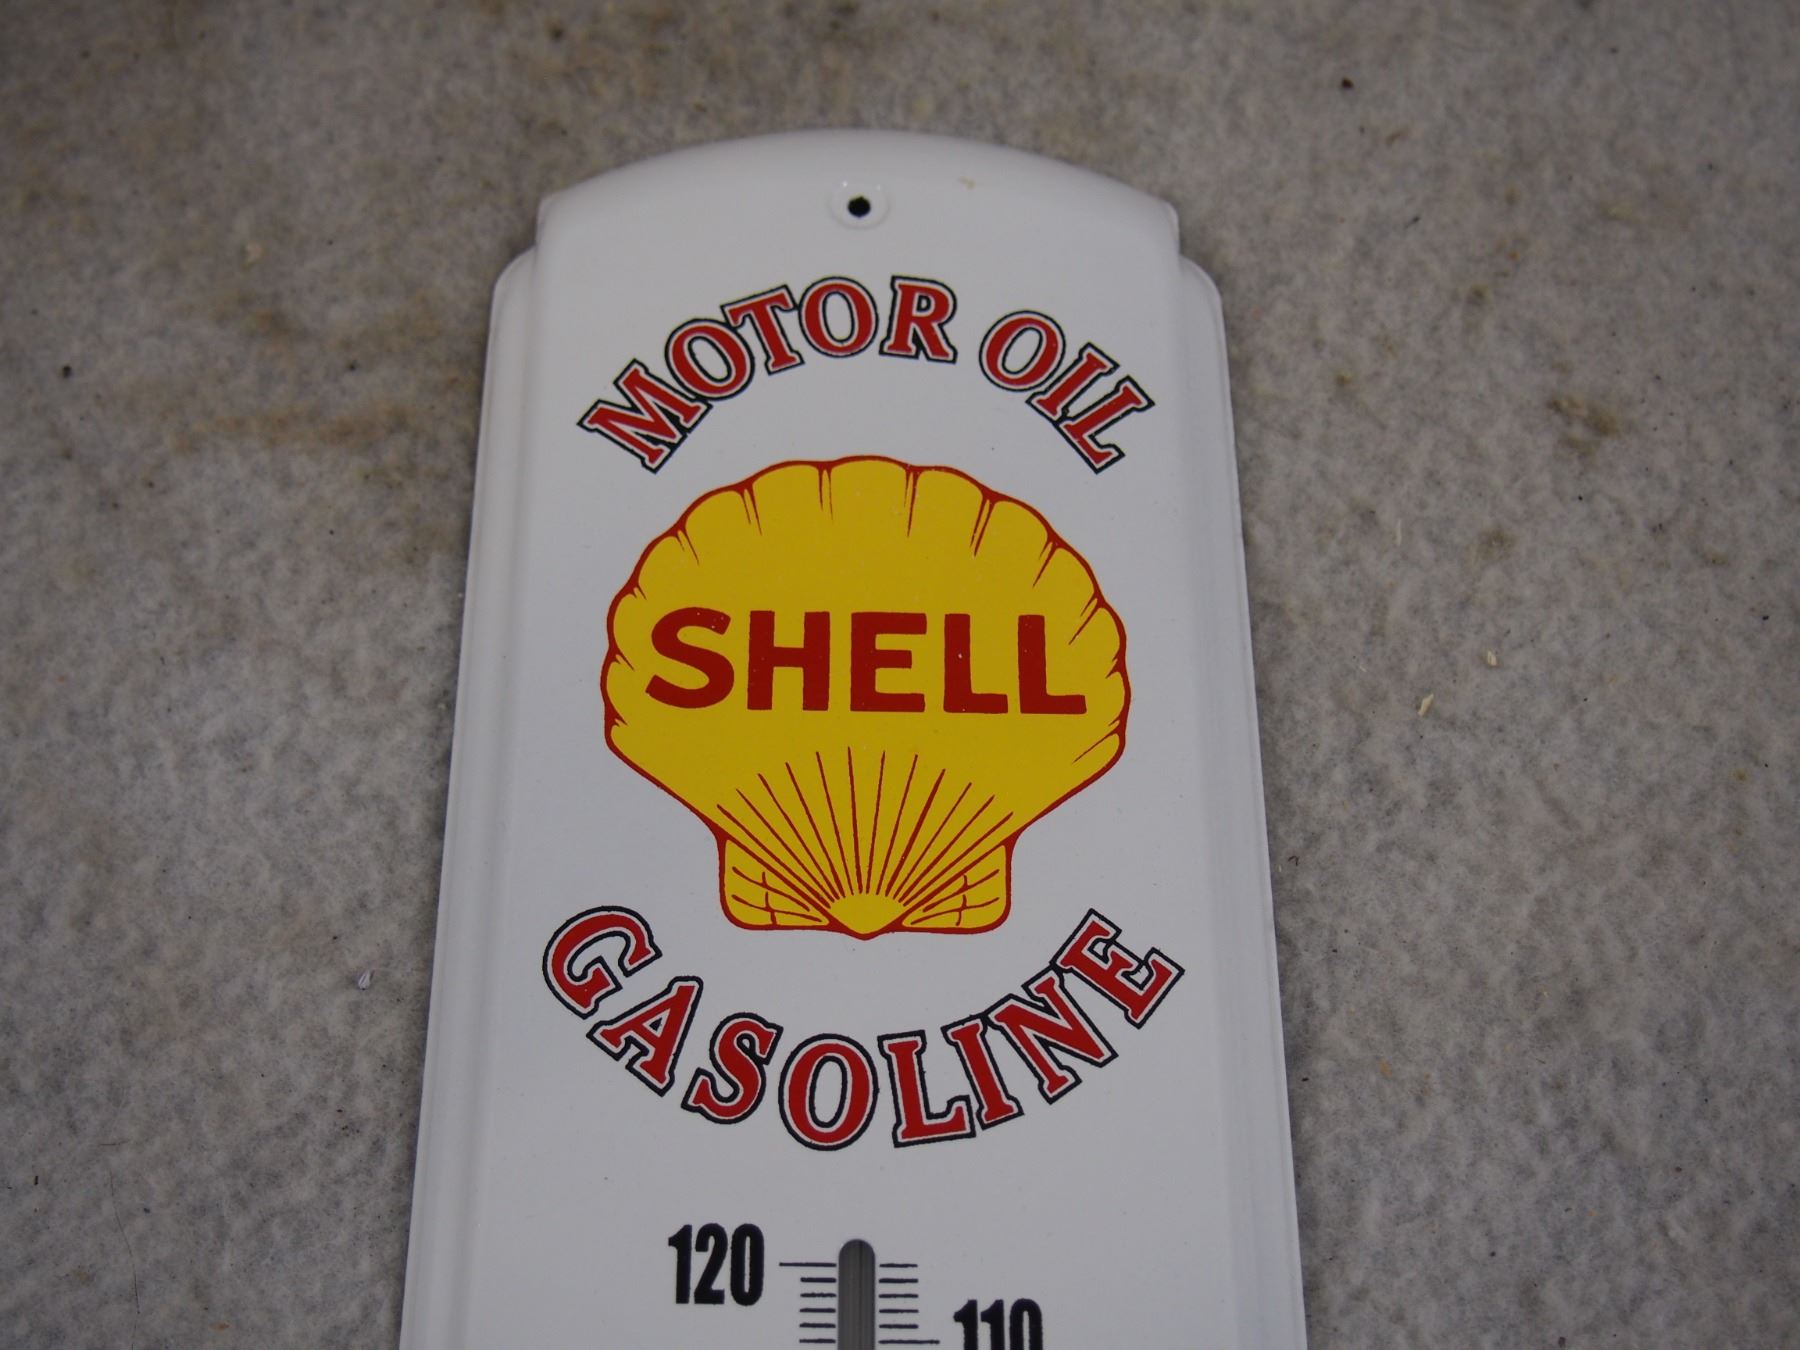 MOTOR OIL
SHELL
GASOLINE
120
110